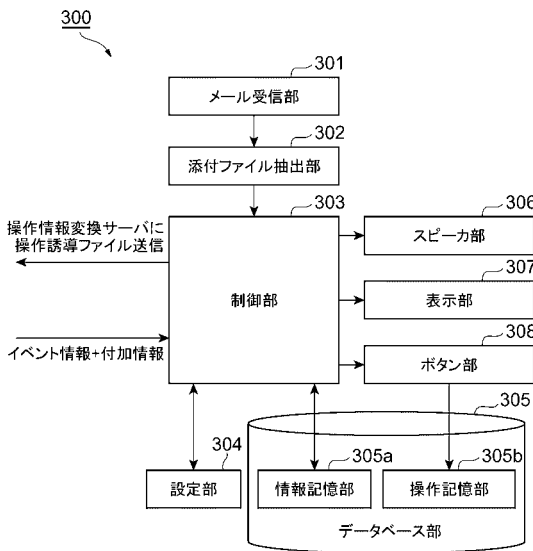 300
301
メール受信部
302
添付ファイル抽出部
303
制御部
操作情報変換サーバに
操作誘導ファイル送信
イベント情報+付加情報
306
スピーカ部
307
表示部
308
ボタン部
305
304
設定部
305a
情報記憶部
305b
操作記憶部
データベース部